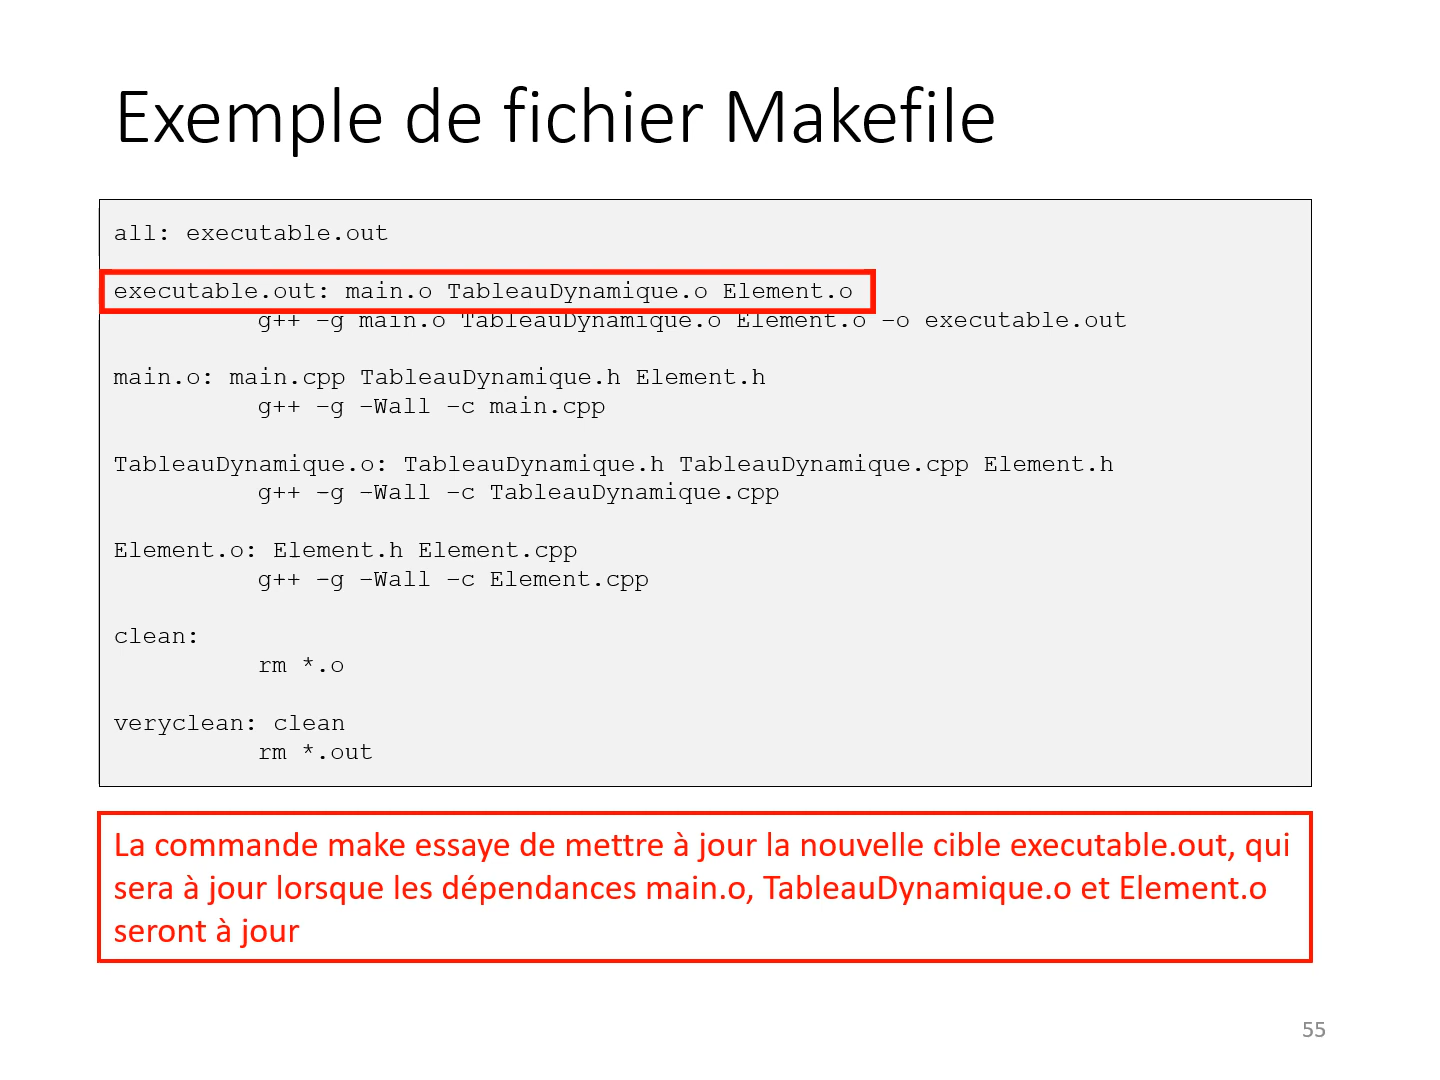 Exemple de fichier Makefile
all: executable.out
executable.out: main.o TableauDynamique.o Element.o
g++ -g main.o TableauDynamique.o Element.o -o executable.out
main.o: main.cpp TableauDynamique.h Element.h
g++ -g -Wall -c main.cpp
TableauDynamique.o: TableauDynamique.h TableauDynamique.cpp Element.h
g++ -g -Wall -c TableauDynamique.cpp
Element.o: Element.h Element.cpp
g++ -g -Wall -c Element.cpp
clean:
rm *.o
veryclean: clean
rm *.out
La commande make essaye de mettre à jour la nouvelle cible executable.out, qui
sera à jour lorsque les dépendances main.o, TableauDynamique.o et Element.o
seront à jour
55